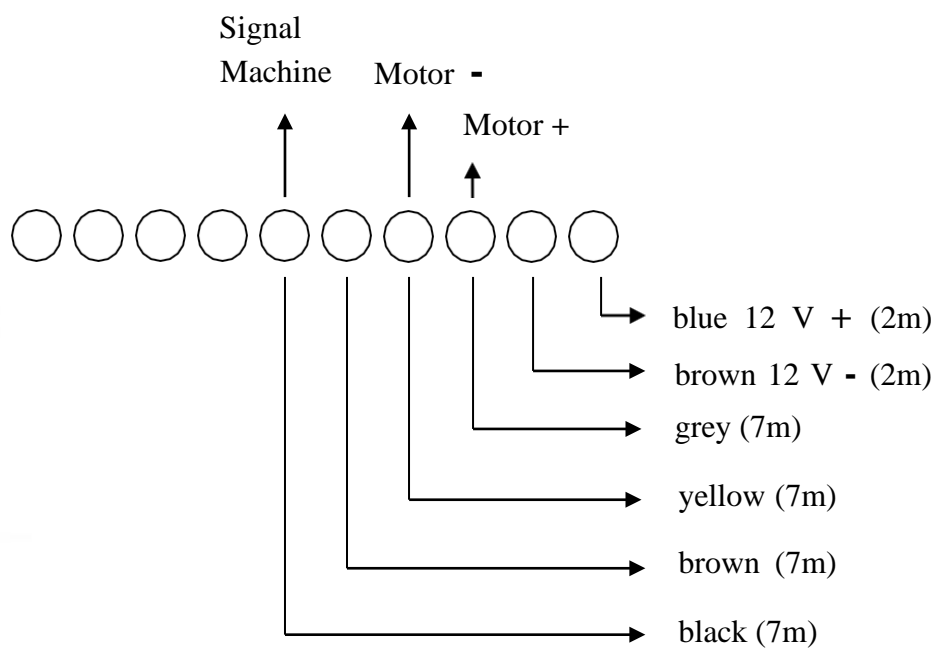 Signal
Machine
Motor -
Motor +
blue 12 V + (2m)
brown 12 V - (2m)
grey (7m)
yellow (7m)
brown (7m)
black (7m)